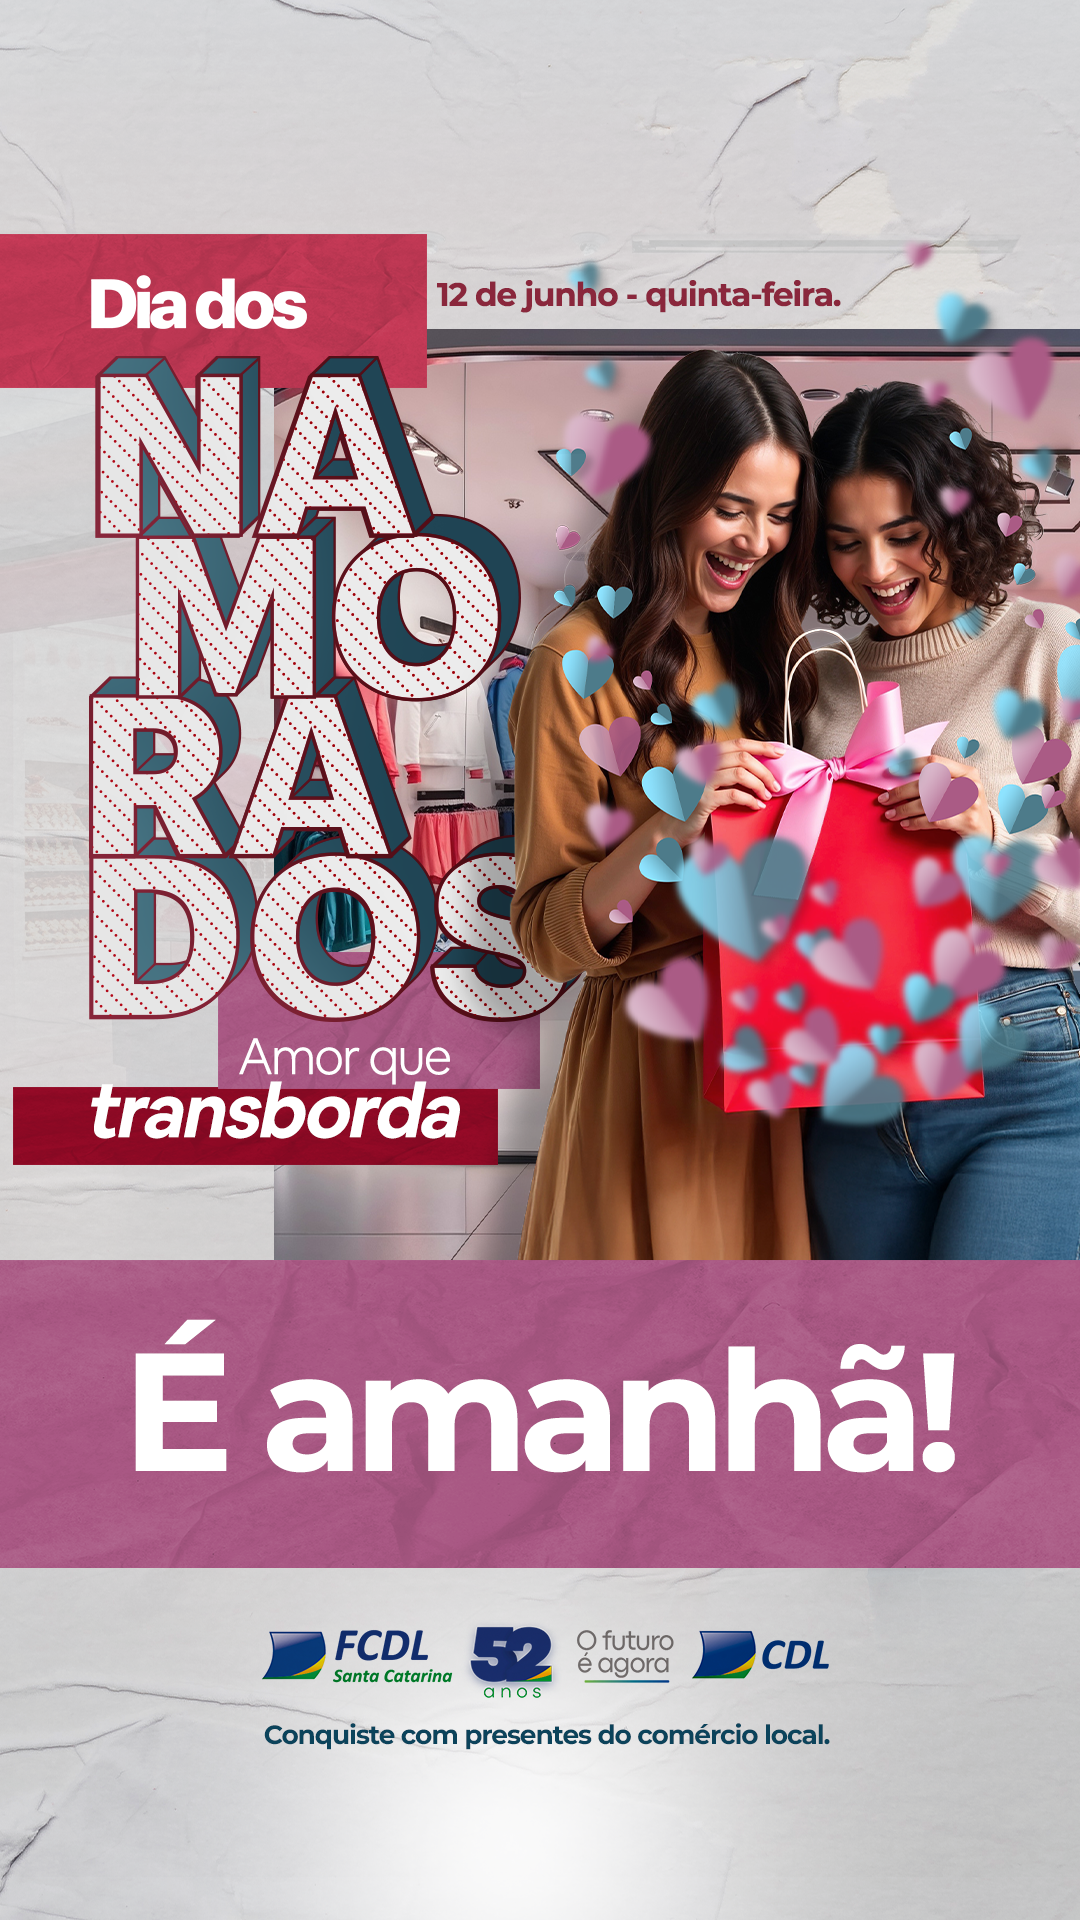 Dia dos
12 de junho - quinta-feira.
NA
MO
RA
DOS
Amor que
transborda
É amanhã!
FCDL
Santa Catarina
52
anos
O futuro
é agora
CDL
Conquiste com presentes do comércio local.